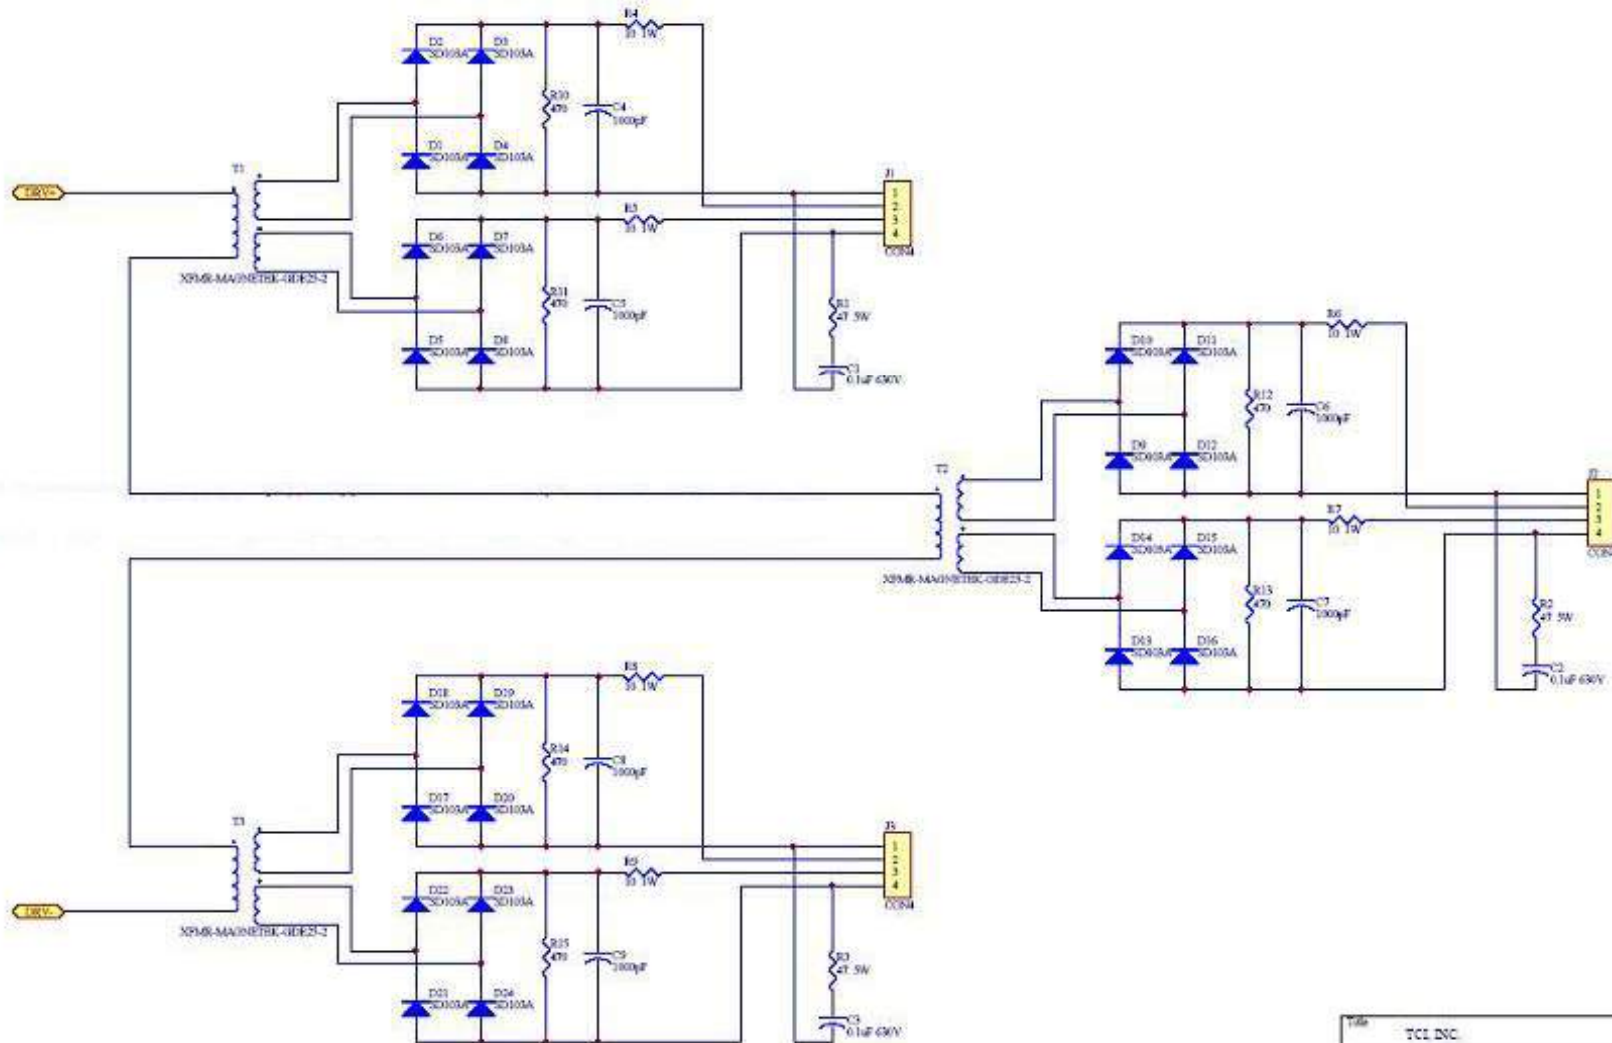 R4
10 1W
D2
SD103A
D3
SD103A
R10
470
C4
1000pF
D1
SD103A
D4
SD103A
T1
DRV+
J1
1
2
3
4
CON4
R5
10 1W
D6
SD103A
D7
SD103A
XFMR-MAGNETEK-GDE25-2
R11
470
C5
1000pF
D5
SD103A
D8
SD103A
R1
47 5W
C1
0.1uF 630V
R6
10 1W
D10
SD103A
D11
SD103A
R12
470
C6
1000pF
D9
SD103A
D12
SD103A
T2
J2
1
2
3
4
R7
10 1W
D14
SD103A
D15
SD103A
XFMR-MAGNETEK-GDE25-2
R13
470
C7
1000pF
D13
SD103A
D16
SD103A
R2
47 5W
C2
0.1uF 630V
R8
10 1W
D18
SD103A
D19
SD103A
R14
470
C8
1000pF
D17
SD103A
D20
SD103A
T3
J3
1
2
3
4
CON4
R9
10 1W
D22
SD103A
D23
SD103A
DRV-
XFMR-MAGNETEK-GDE25-2
R15
470
C9
1000pF
D21
SD103A
D24
SD103A
R3
47 5W
C3
0.1uF 630V
Title
TCI, INC.